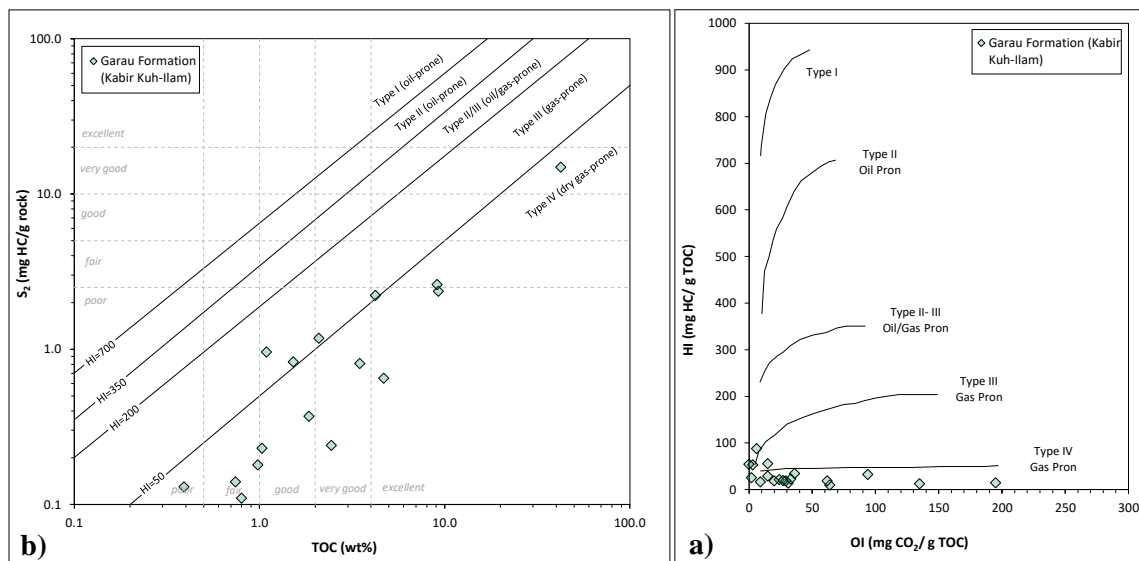 100.0
10.0
1.0
0.1
S₂ (mg HC/g rock)
Garau Formation
(Kabir Kuh-Ilam)
excellent
very good
good
fair
poor
Type I (oil-prone)
Type II (oil-prone)
Type II/III (oil/gas-prone)
Type III (gas-prone)
Type IV (dry gas-prone)
HI=700
HI=350
HI=200
HI=50
poor
fair
good
very good
excellent
0.1
1.0
10.0
100.0
TOC (wt%)
b)
1000
900
800
700
600
500
400
300
200
100
0
HI (mg HC/ g TOC)
Garau Formation (Kabir
Kuh-Ilam)
Type I
Type II
Oil Pron
Type II- III
Oil/Gas Pron
Type III
Gas Pron
Type IV
Gas Pron
0
50
100
150
200
250
OI (mg CO₂/ g TOC)
a)